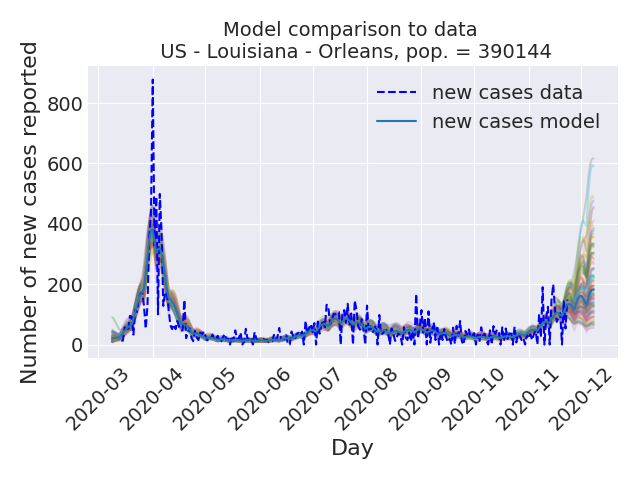 Model comparison to data
US - Louisiana - Orleans, pop. = 390144
Number of new cases reported
800
600
400
200
0
new cases data
new cases model
2020-03
2020-04
2020-05
2020-06
2020-07
2020-08
2020-09
2020-10
2020-11
2020-12
Day